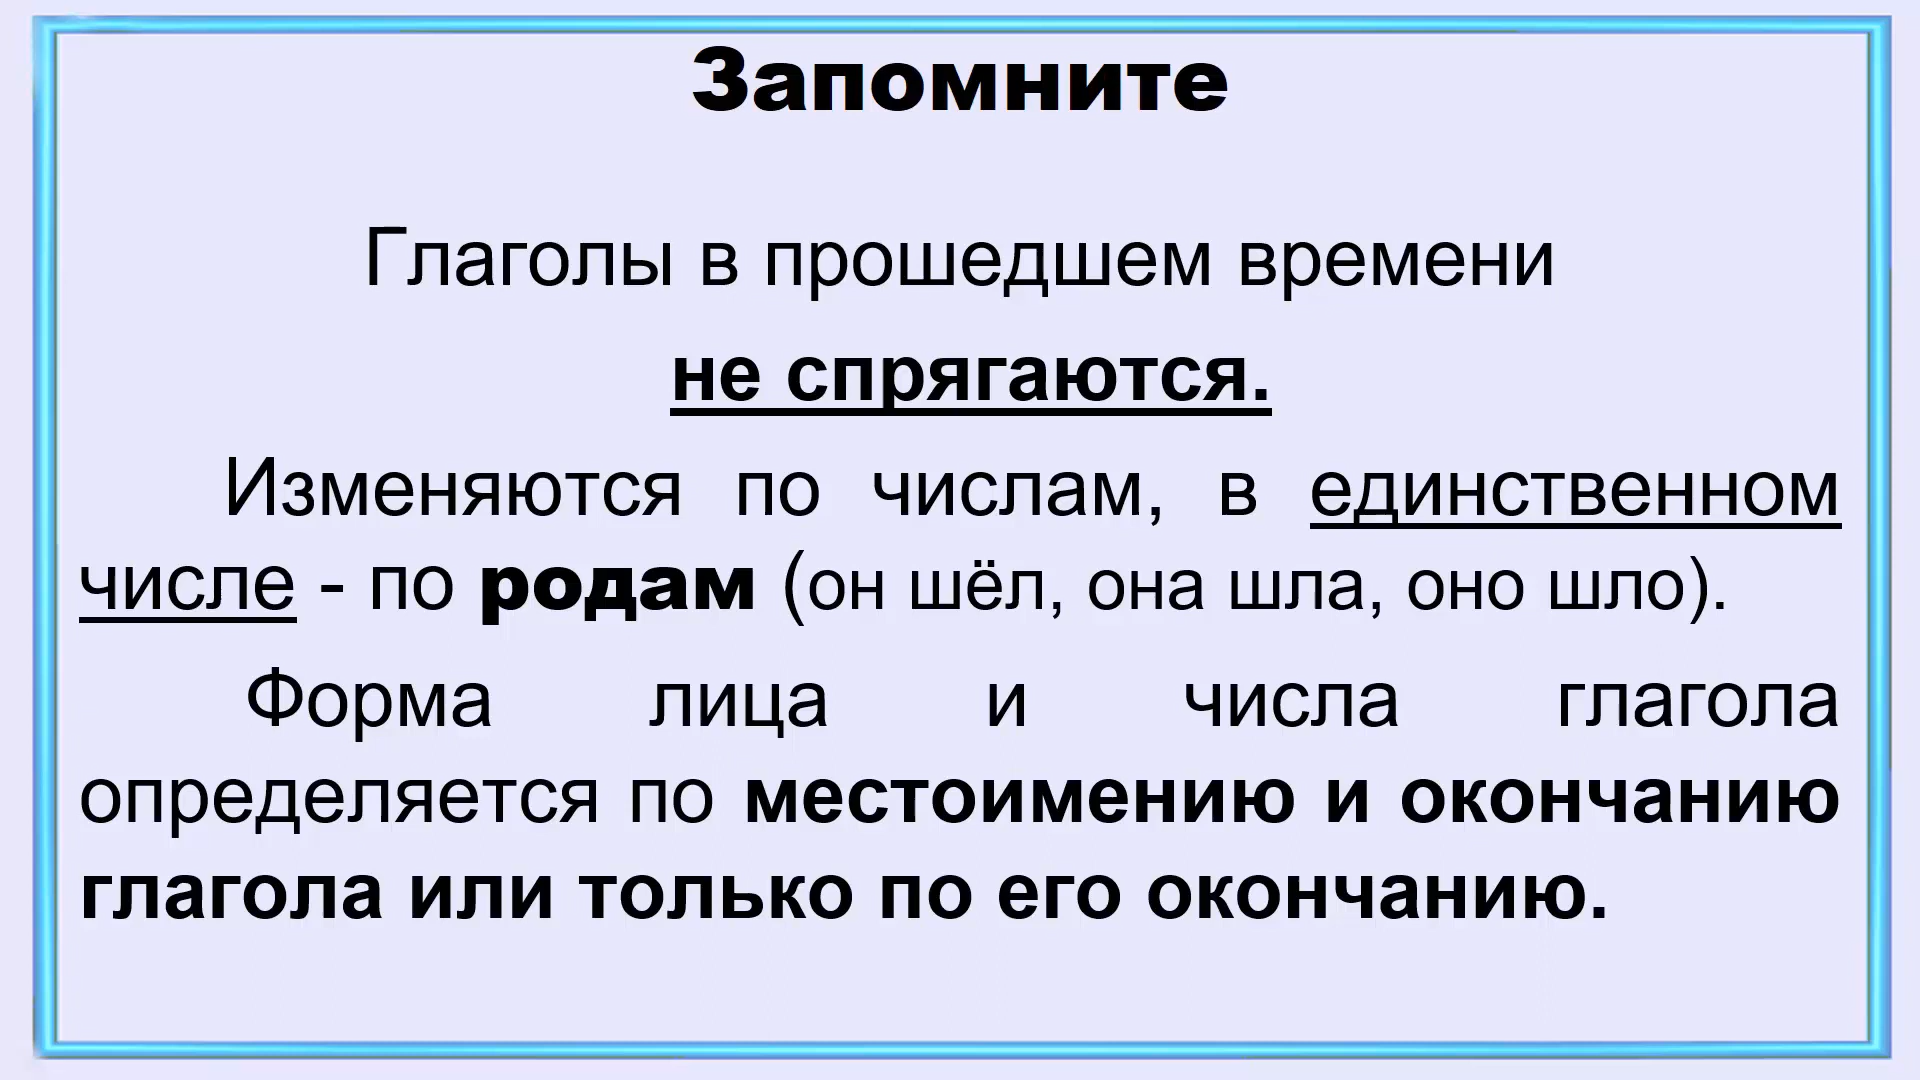 Запомните
Глаголы в прошедшем времени
не спрягаются.
Изменяются по числам, в единственном
числе - по родам (он шёл, она шла, оно шло).
Форма лица и числа глагола
определяется по местоимению и окончанию
глагола или только по его окончанию.